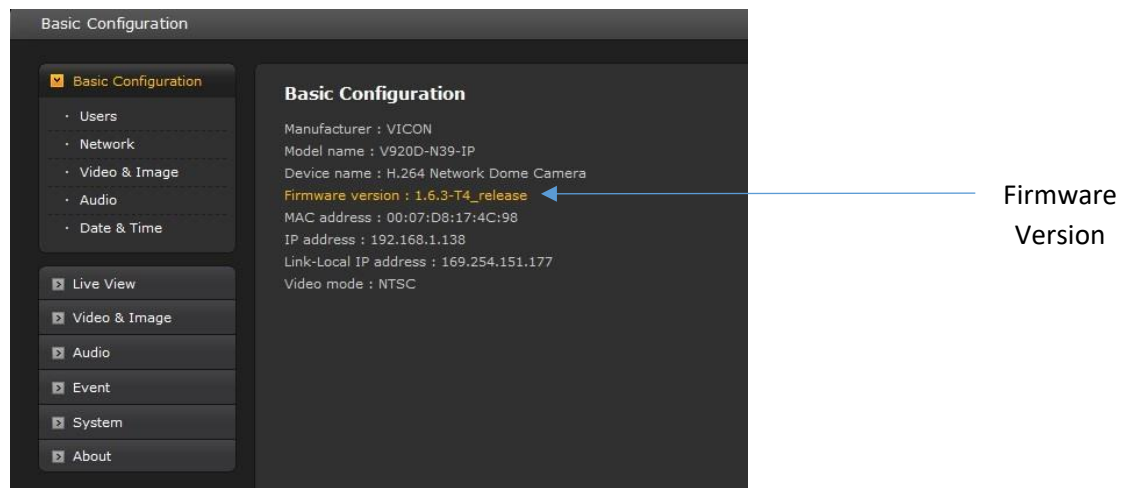 Basic Configuration
Basic Configuration
· Users
· Network
· Video & Image
· Audio
· Date & Time
Live View
Video & Image
Audio
Event
System
About
Basic Configuration
Manufacturer : VICON
Model name : V920D-N39-IP
Device name : H.264 Network Dome Camera
Firmware version : 1.6.3-T4_release
MAC address : 00:07:D8:17:4C:98
IP address : 192.168.1.138
Link-Local IP address : 169.254.151.177
Video mode : NTSC
Firmware
Version